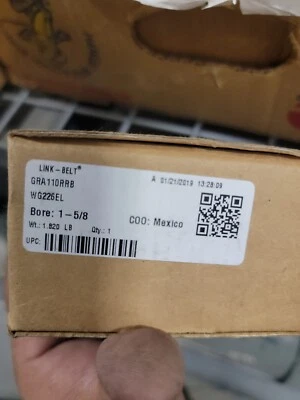 LINK-BELT®
GRA110RRB
WG226EL
Bore: 1-5/8
Wt.: 1.820 LB Qty.: 1
UPC:
A 01/21/2019 13:28:09
COO: Mexico